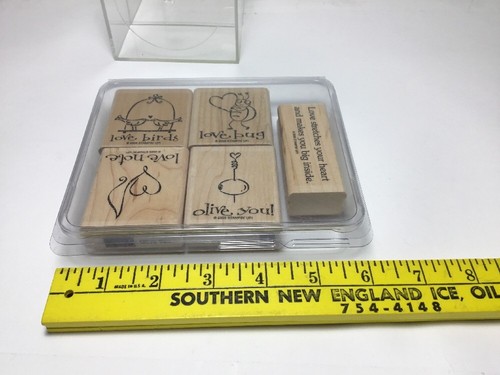 love birds
love bug
love note
olive, you!
Love stretches your heart
and makes you big inside.
1 2 3 4 5 6 7 8
MADE IN U.S.A.
SOUTHERN NEW ENGLAND ICE, OIL
754-4148